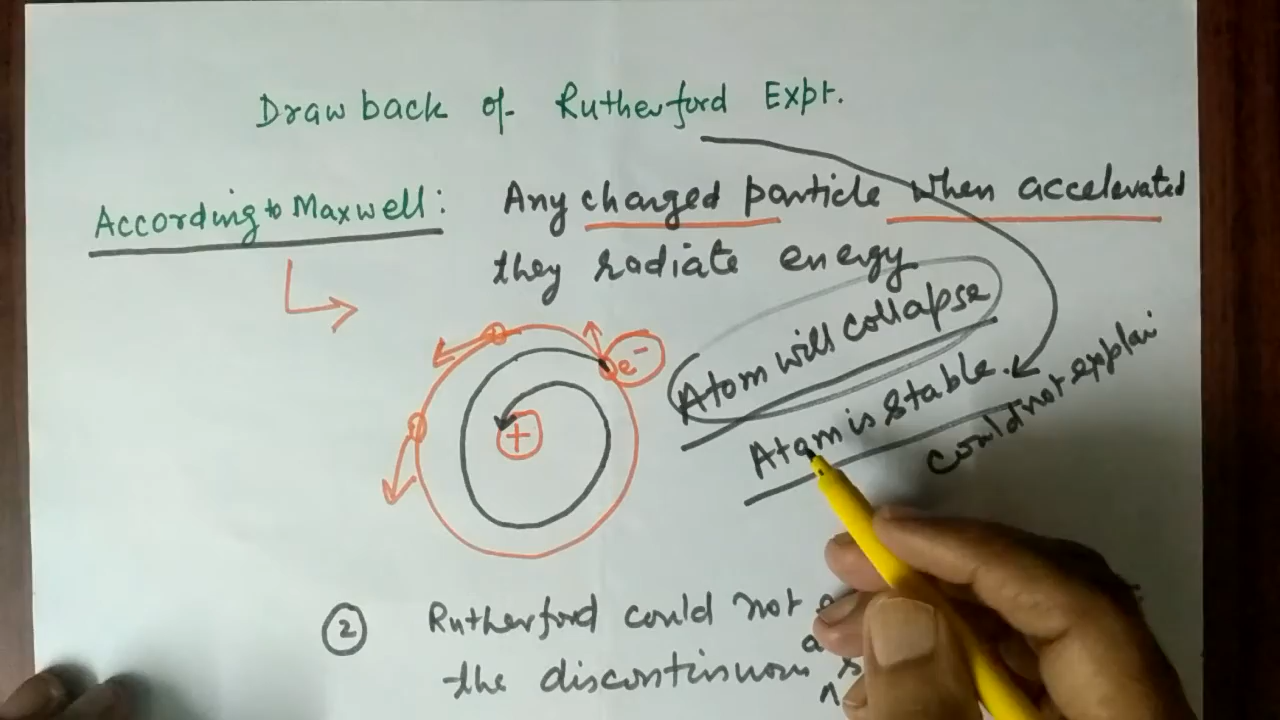 Drawback of Rutherford Expt.
According to Maxwell: Any charged particle when accelerated
they radiate energy
Atom will collapse
e⁻
+
Atom is stable.
could not explai
② Rutherford could not
the discontinuous